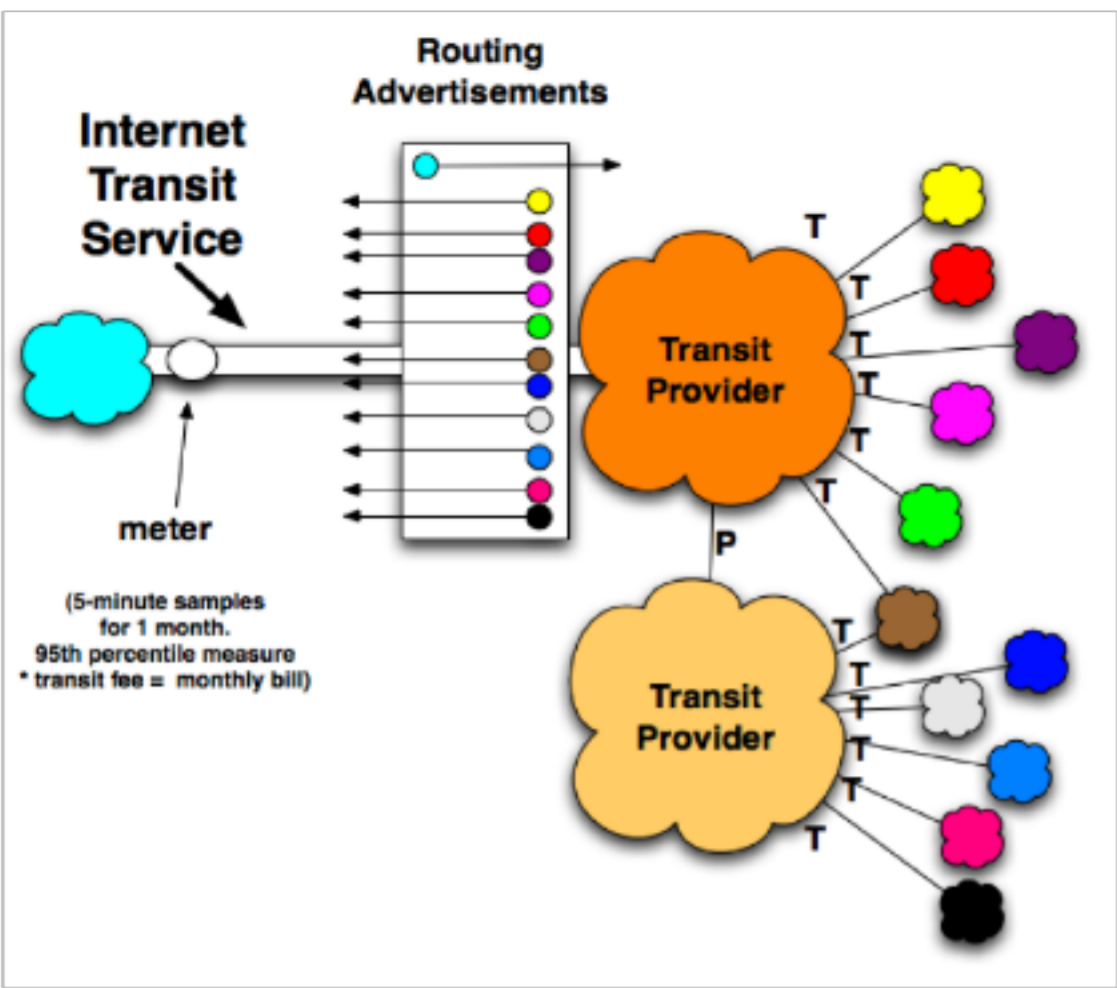 Routing
Advertisements
Internet
Transit
Service
T
T
T
T
T
T
Transit
Provider
meter
P
(5-minute samples
for 1 month.
95th percentile measure
* transit fee = monthly bill)
T
T
T
T
T
T
Transit
Provider